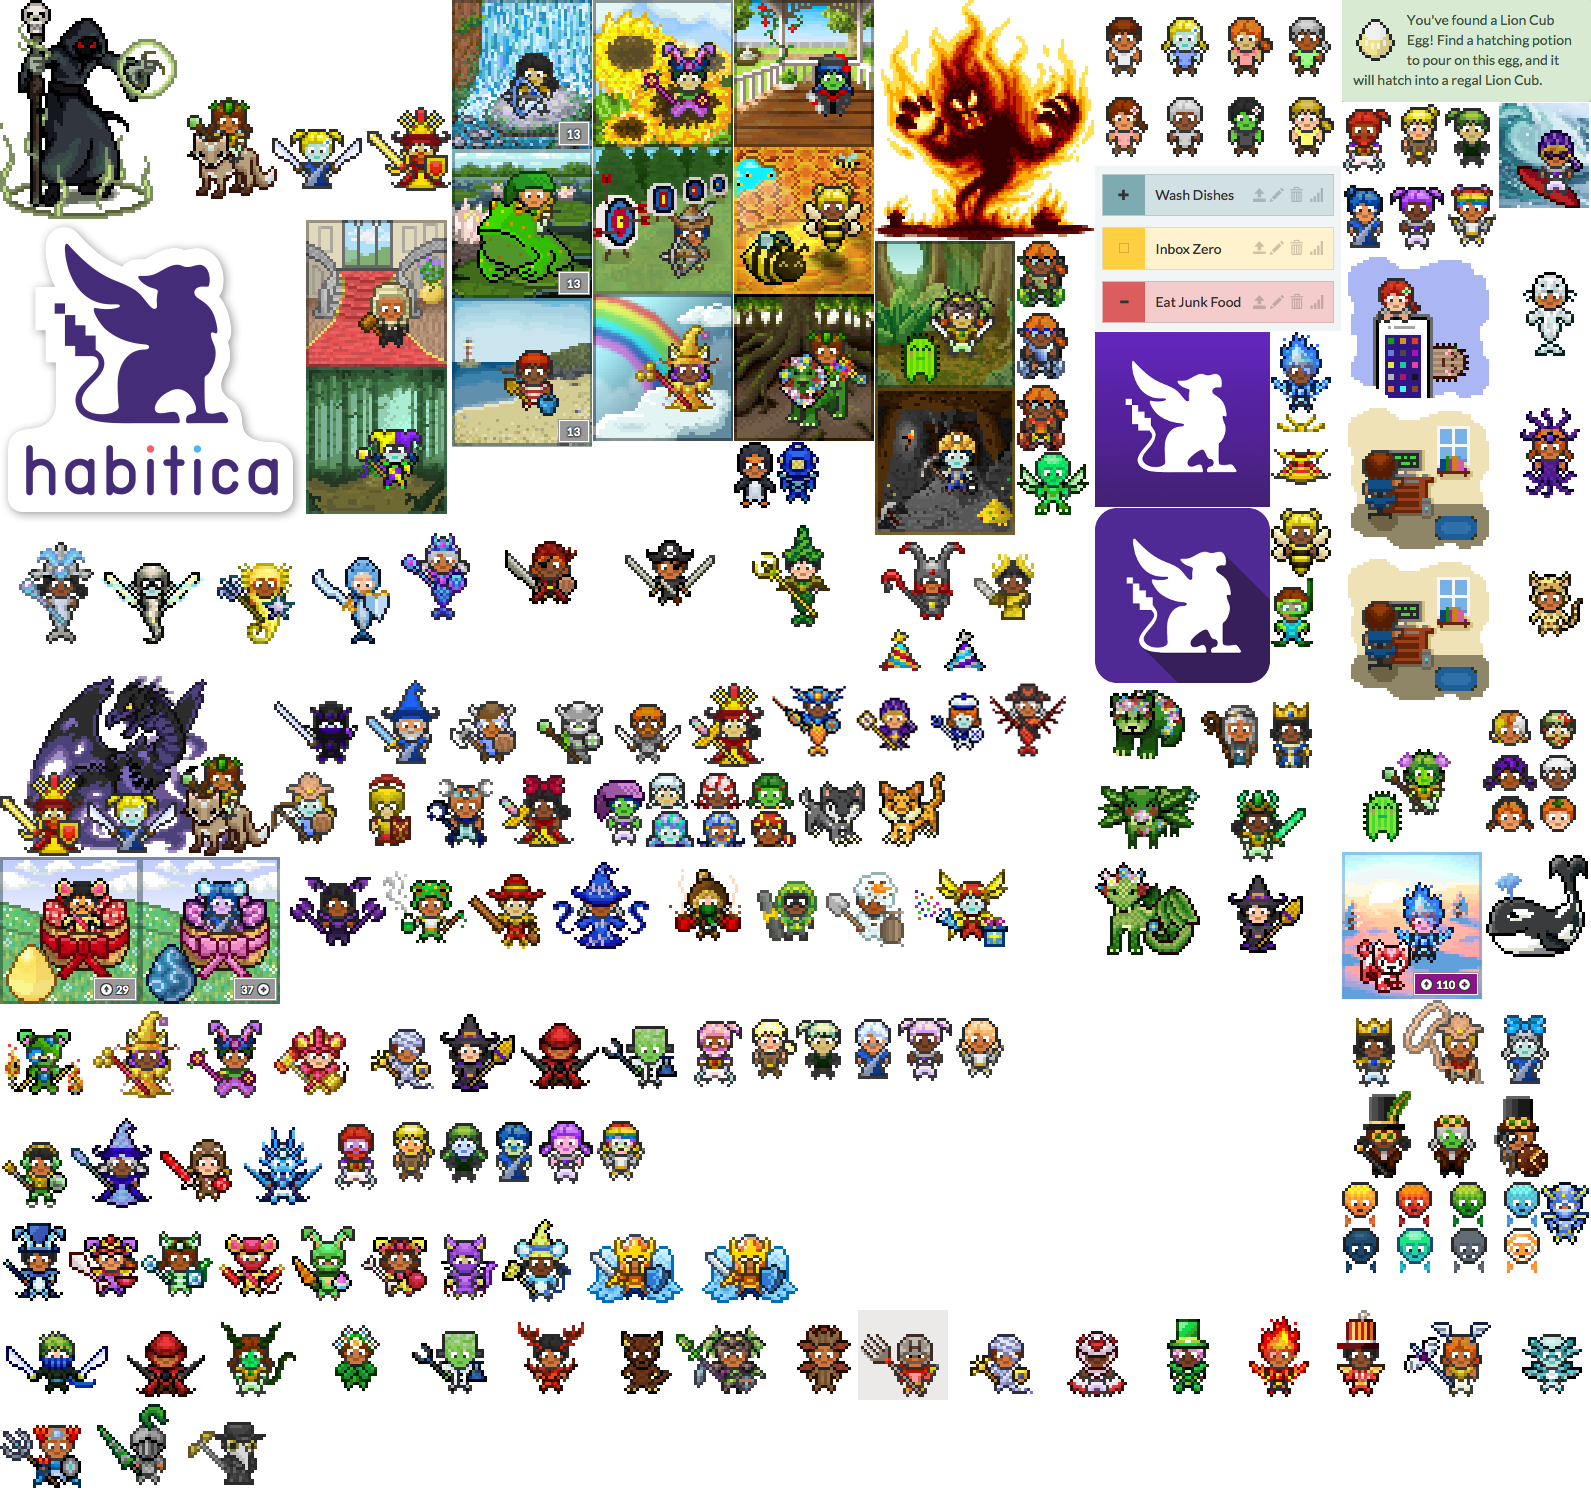 You've found a Lion Cub
Egg! Find a hatching potion
to pour on this egg, and it
will hatch into a regal Lion Cub.
13
13
13
Wash Dishes
Inbox Zero
Eat Junk Food
habitica
29
37
110